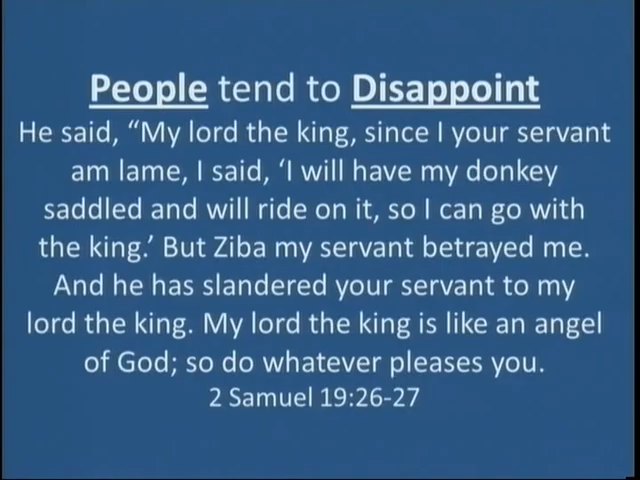 People tend to Disappoint
He said, “My lord the king, since I your servant
am lame, I said, ‘I will have my donkey
saddled and will ride on it, so I can go with
the king.’ But Ziba my servant betrayed me.
And he has slandered your servant to my
lord the king. My lord the king is like an angel
of God; so do whatever pleases you.
2 Samuel 19:26-27